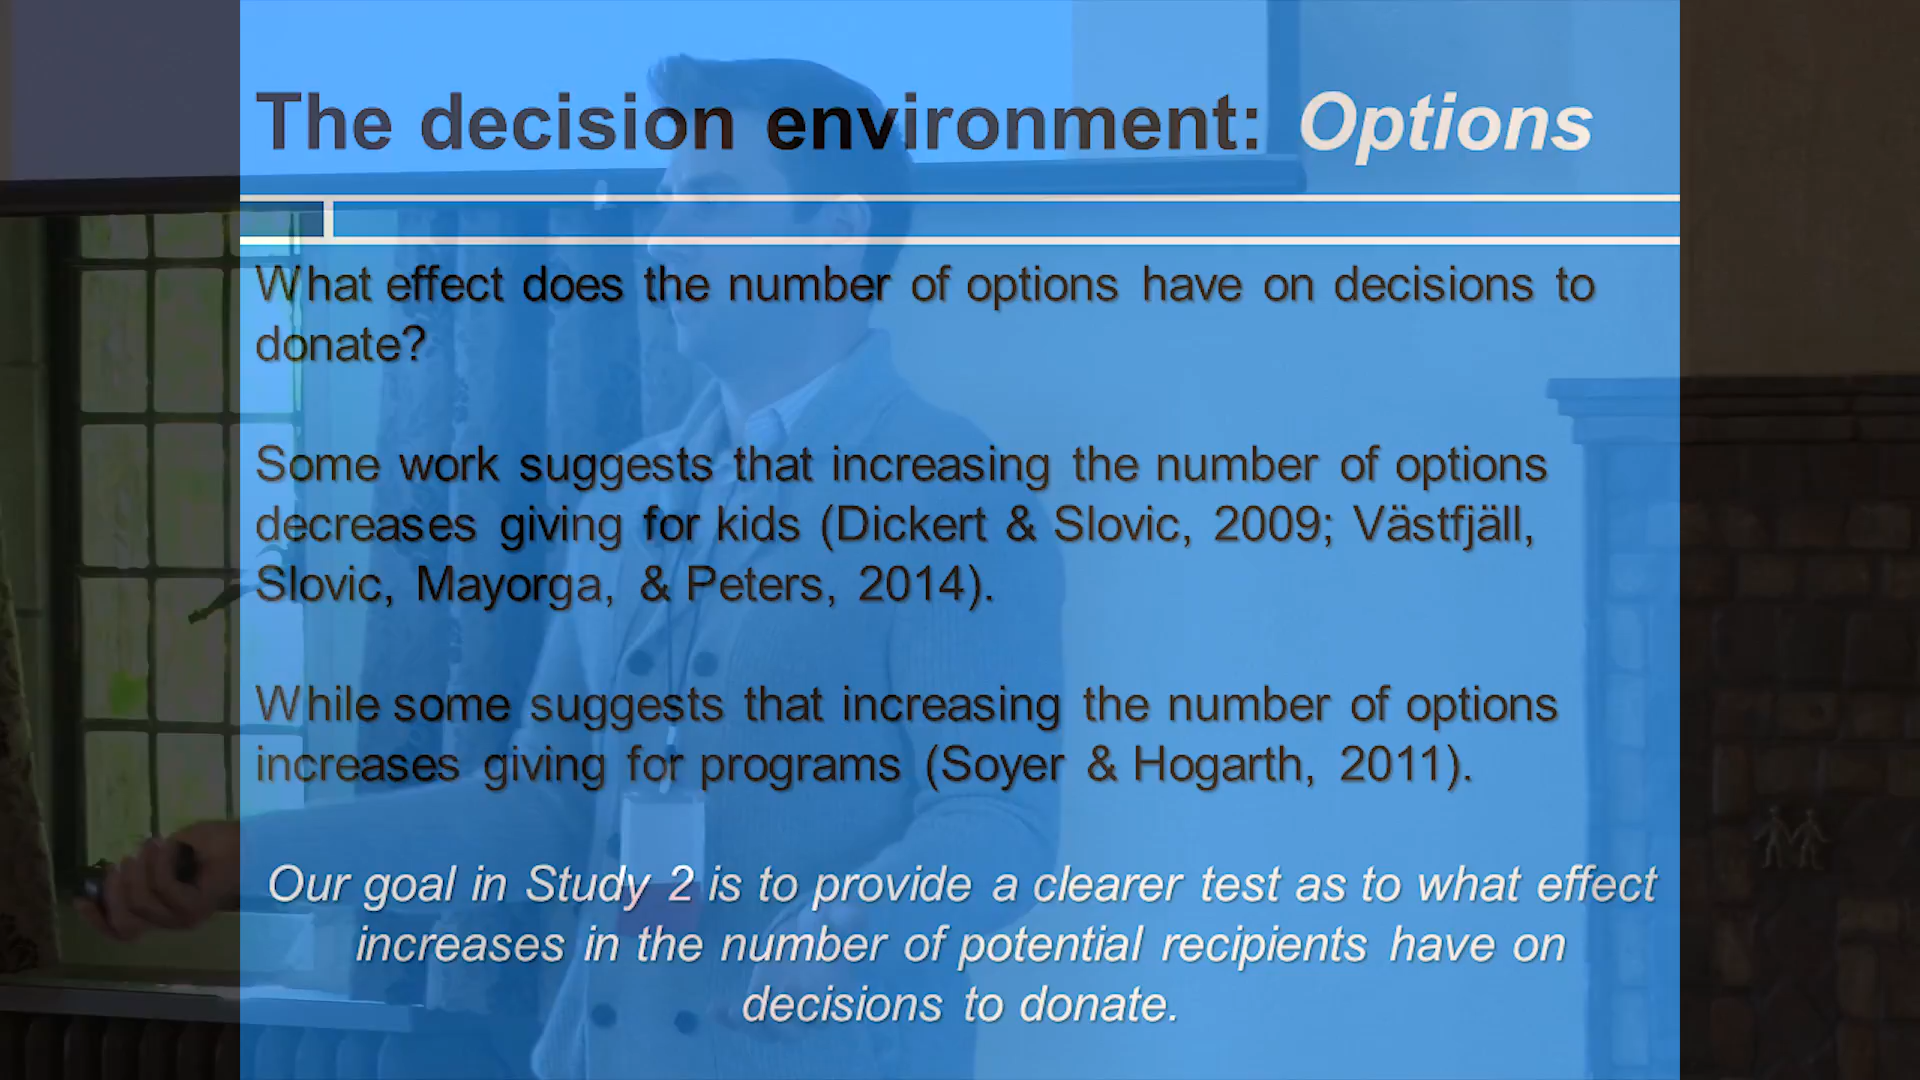 The decision environment: Options
What effect does the number of options have on decisions to
donate?
Some work suggests that increasing the number of options
decreases giving for kids (Dickert & Slovic, 2009; Västfjäll,
Slovic, Mayorga, & Peters, 2014).
While some suggests that increasing the number of options
increases giving for programs (Soyer & Hogarth, 2011).
Our goal in Study 2 is to provide a clearer test as to what effect
increases in the number of potential recipients have on
decisions to donate.